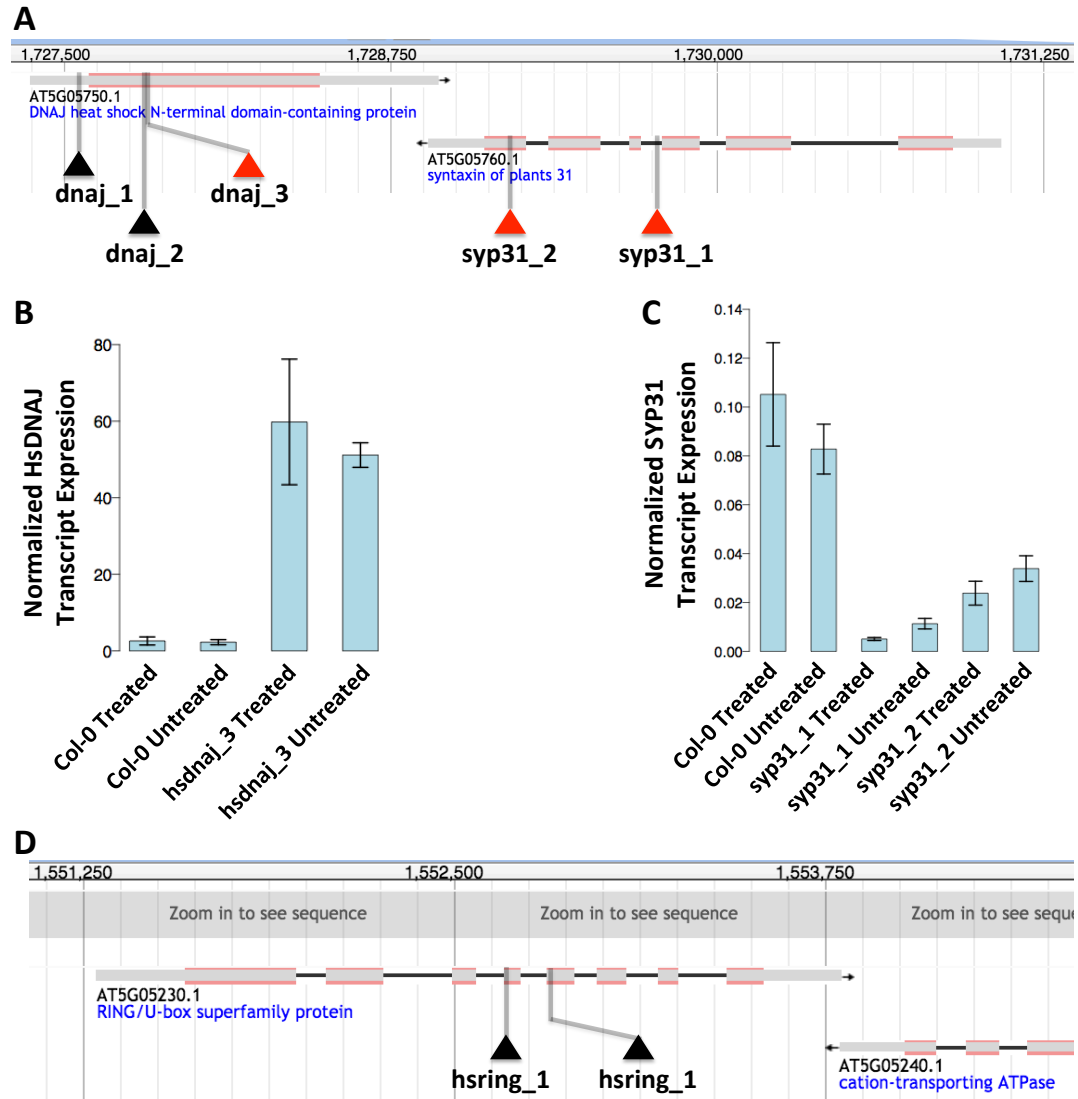 A
1,727,500 1,728,750 1,730,000 1,731,250
AT5G05750.1
DNAJ heat shock N-terminal domain-containing protein
AT5G05760.1
syntaxin of plants 31
dnaj_1 dnaj_3
dnaj_2 syp31_2 syp31_1
B
Normalized HsDNAJ
Transcript Expression
80
60
40
20
0
Col-0 Treated
Col-0 Untreated
hsdnaj_3 Treated
hsdnaj_3 Untreated
C
Normalized SYP31
Transcript Expression
0.14
0.12
0.10
0.08
0.06
0.04
0.02
0.00
Col-0 Treated
Col-0 Untreated
syp31_1 Treated
syp31_1 Untreated
syp31_2 Treated
syp31_2 Untreated
D
1,551,250 1,552,500 1,553,750
Zoom in to see sequence Zoom in to see sequence Zoom in to see seque
AT5G05230.1
RING/U-box superfamily protein
AT5G05240.1
cation-transporting ATPase
hsring_1 hsring_1